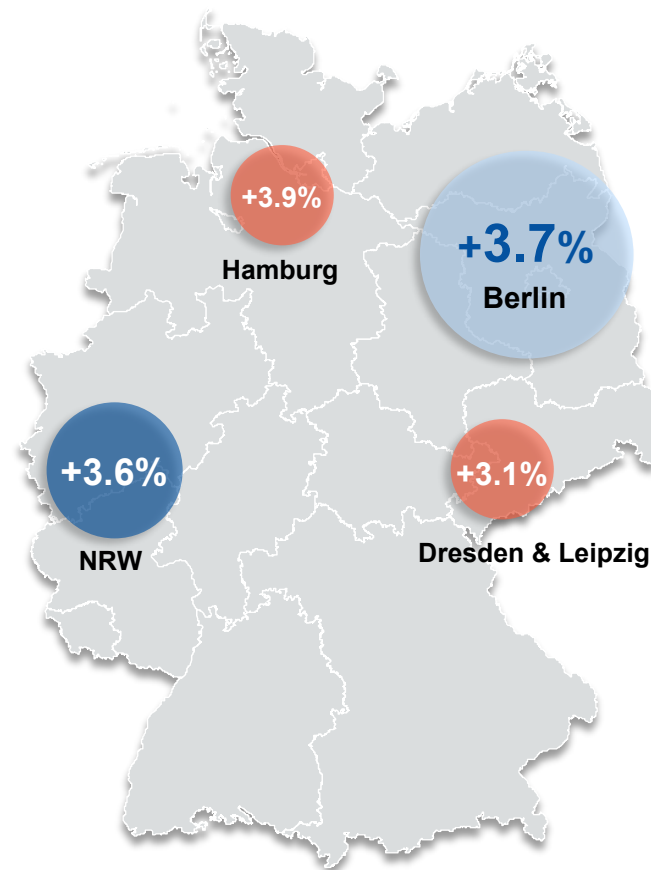 +3.9%
Hamburg
+3.7%
Berlin
+3.6%
NRW
+3.1%
Dresden & Leipzig